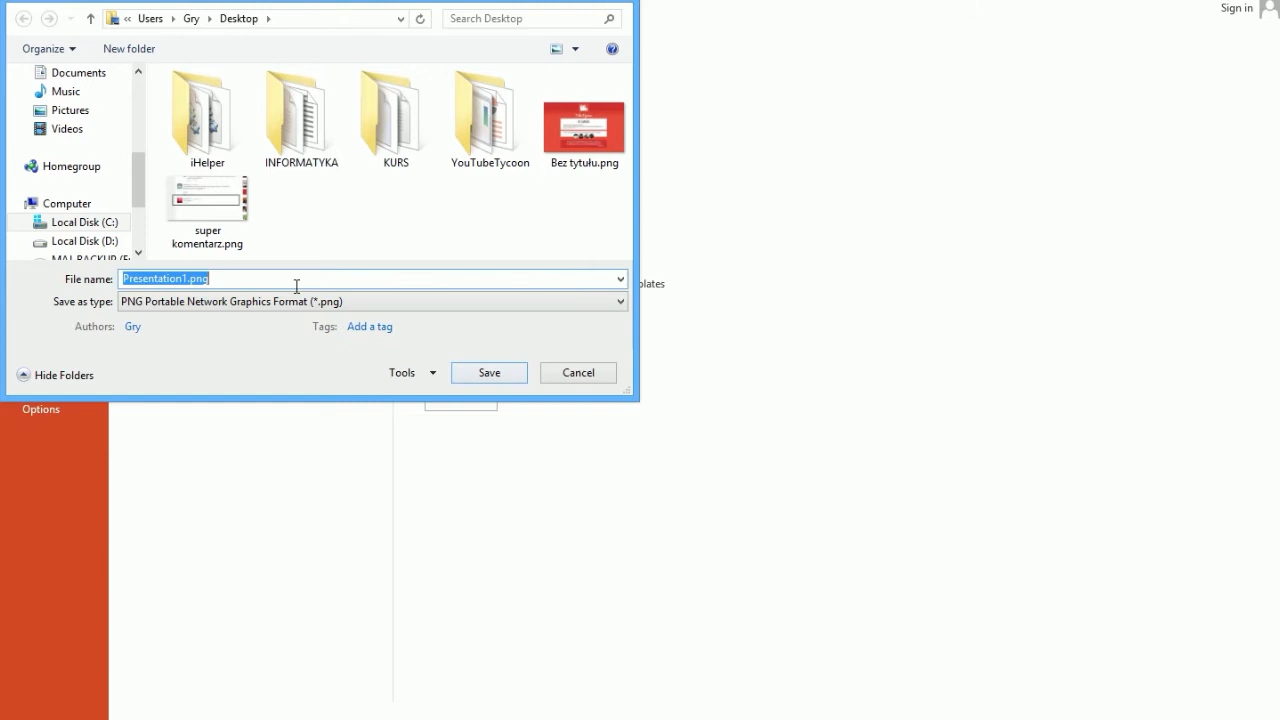 Sign in
« Users Gry Desktop
Search Desktop
Organize
New folder
Documents
Music
Pictures
Videos
Homegroup
Computer
Local Disk (C:)
Local Disk (D:)
iHelper
INFORMATYKA
KURS
YouTubeTycoon
Bez tytułu.png
super
komentarz.png
File name: Presentation1.png
Save as type: PNG Portable Network Graphics Format (*.png)
Authors: Gry
Tags: Add a tag
Hide Folders
Tools
Save
Cancel
Options